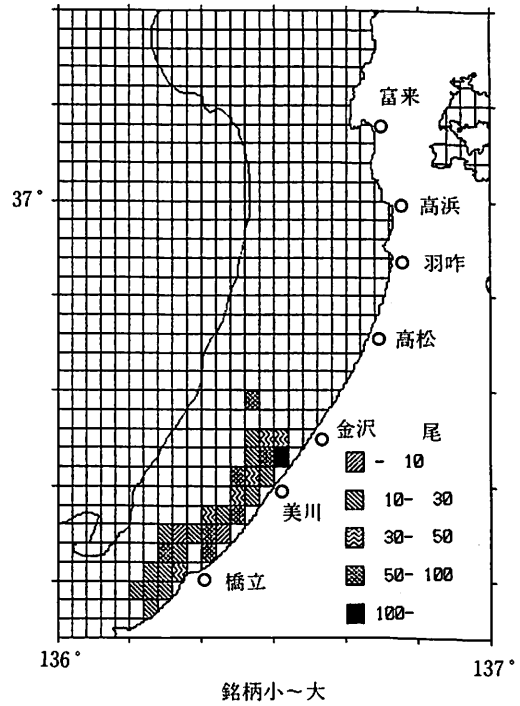 富来
37°
高浜
羽咋
高松
金沢 尾
- 10
美川
10- 30
30- 50
50-100
橋立
100-
136° 137°
銘柄小～大